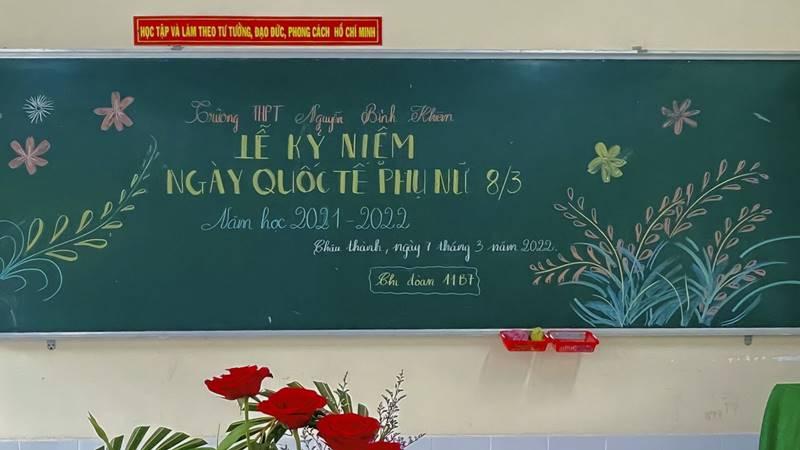 HỌC TẬP VÀ LÀM THEO TƯ TƯỞNG, ĐẠO ĐỨC, PHONG CÁCH HỒ CHÍ MINH
Trường THPT Nguyễn Bỉnh Khiêm
LỄ KỶ NIỆM
NGÀY QUỐC TẾ PHỤ NỮ 8/3
Năm học 2021-2022
Châu thành, ngày 7 tháng 3 năm 2022.
Chi đoàn 11B7